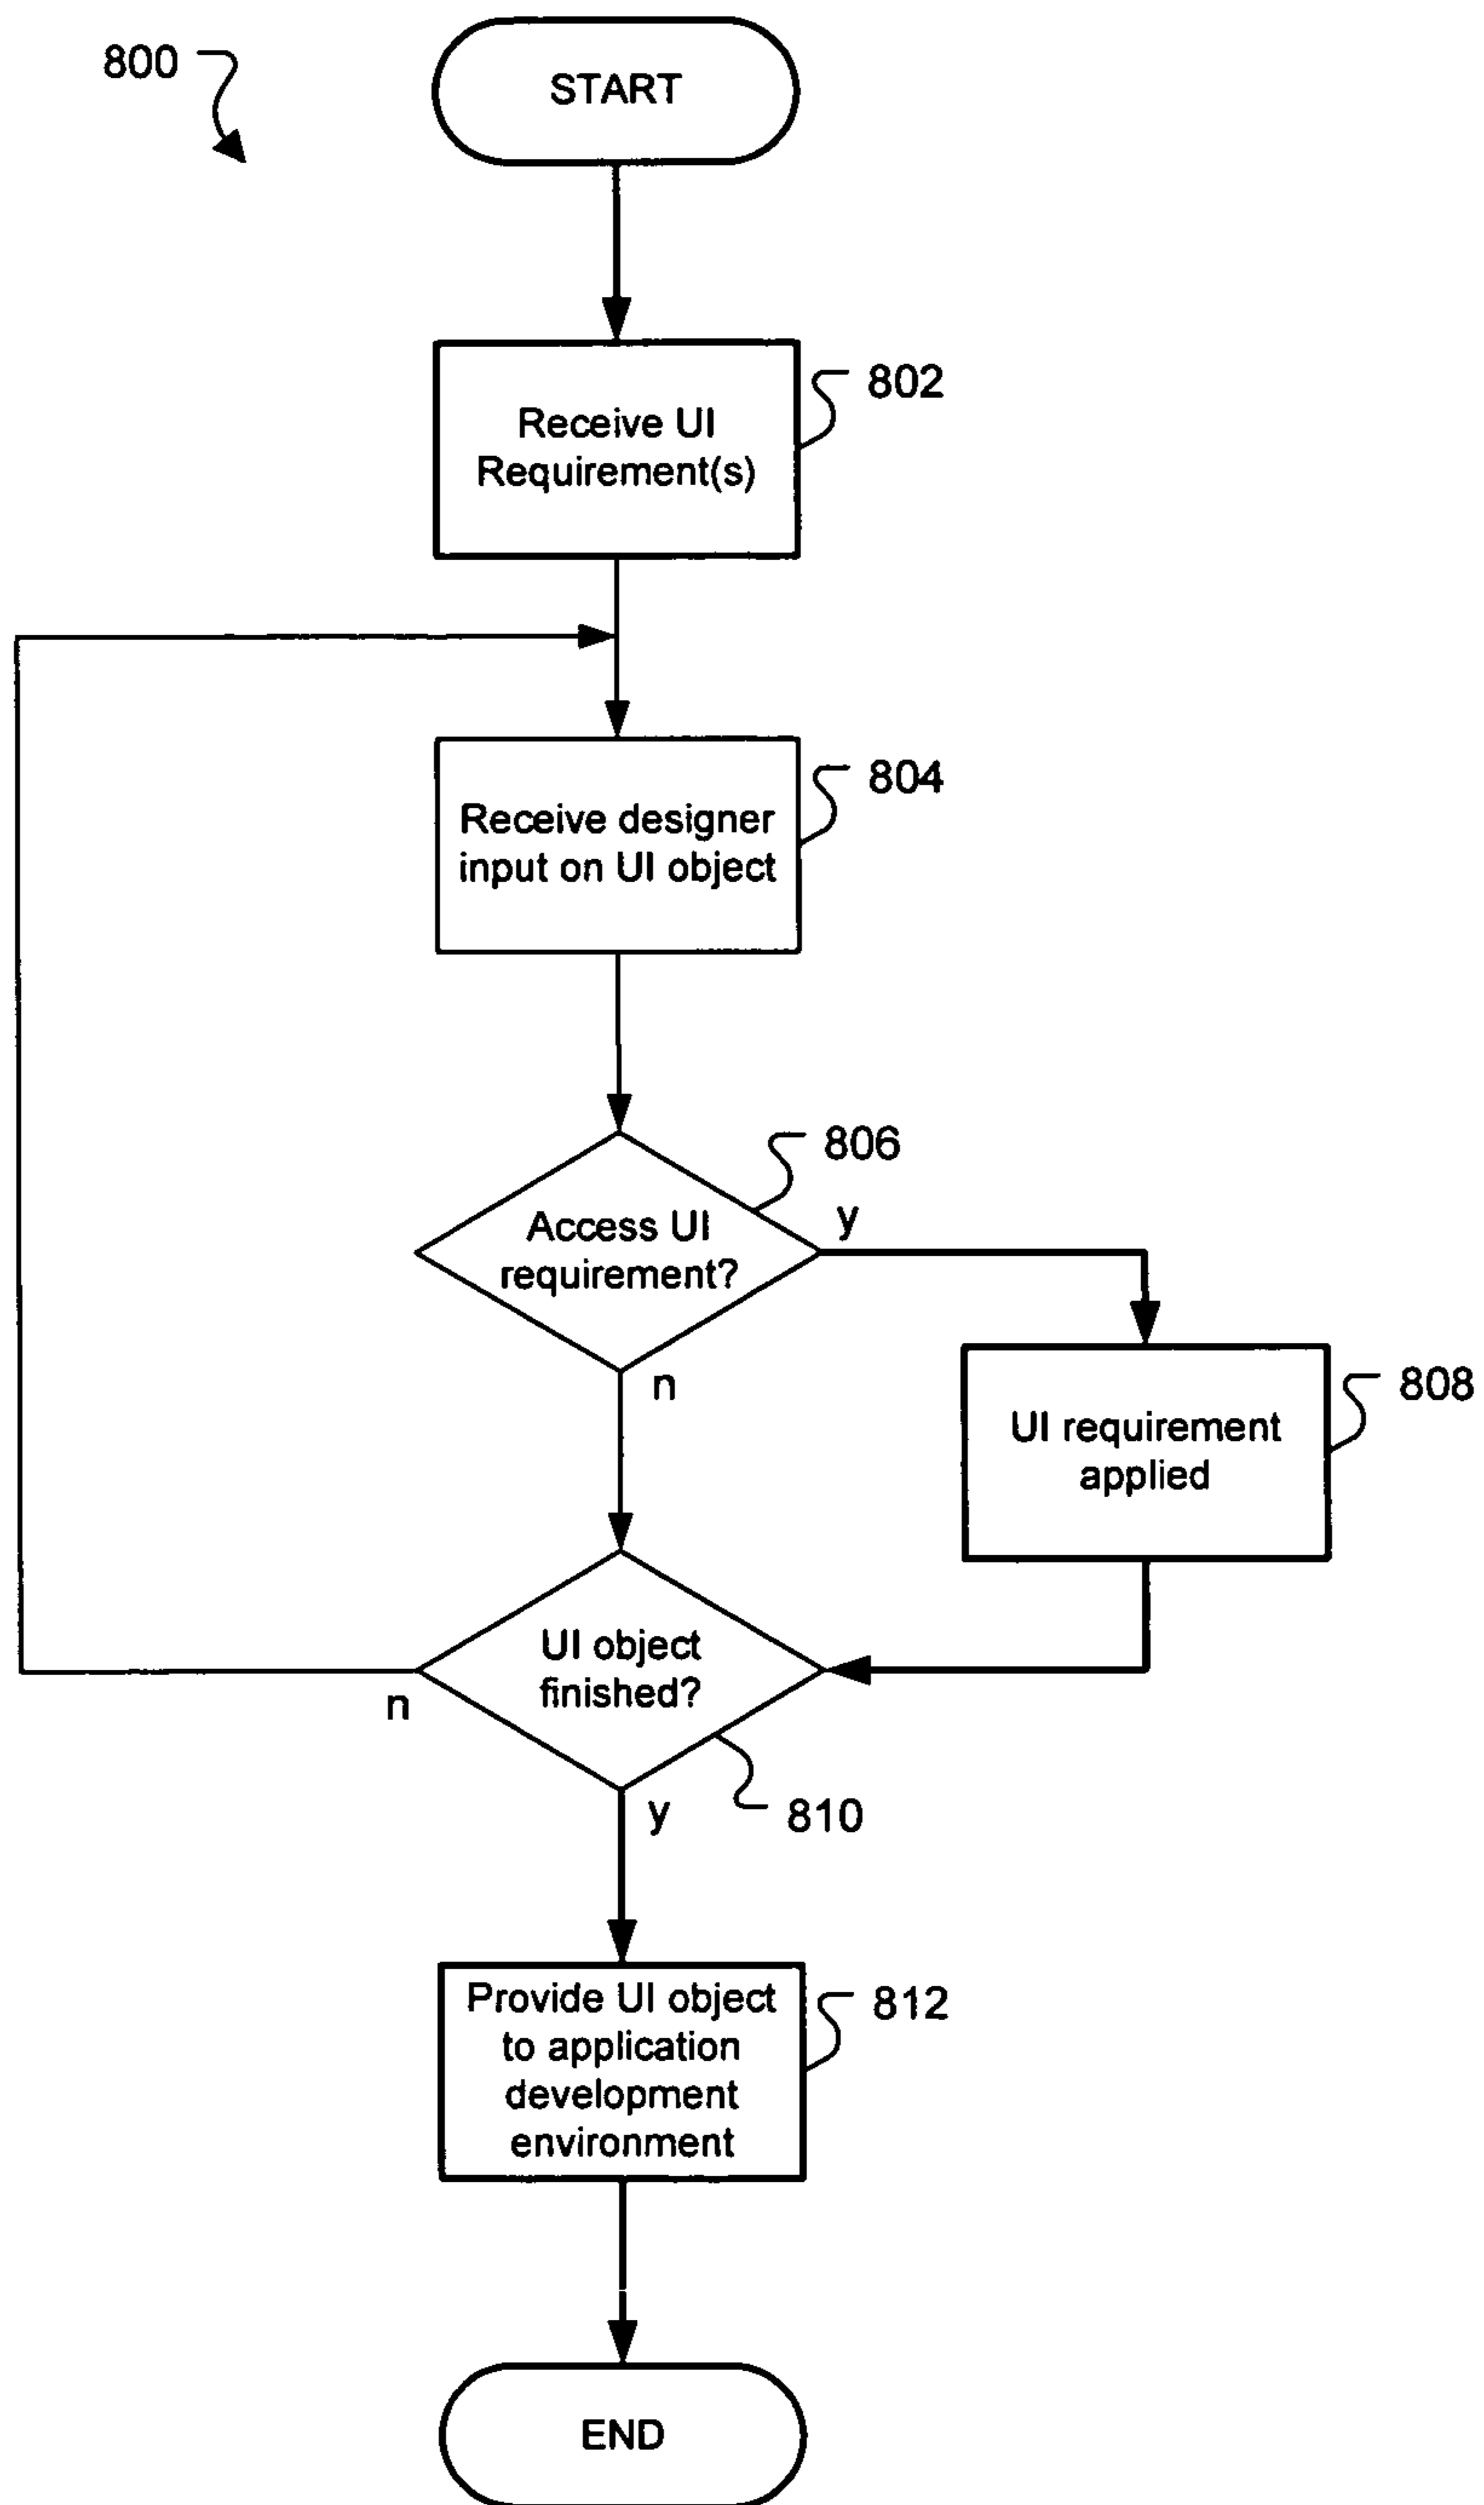 800
START
802
Receive UI
Requirement(s)
804
Receive designer
input on UI object
806
y
Access UI
requirement?
n
808
UI requirement
applied
UI object
finished?
n
y
810
Provide UI object
to application
development
environment
812
END